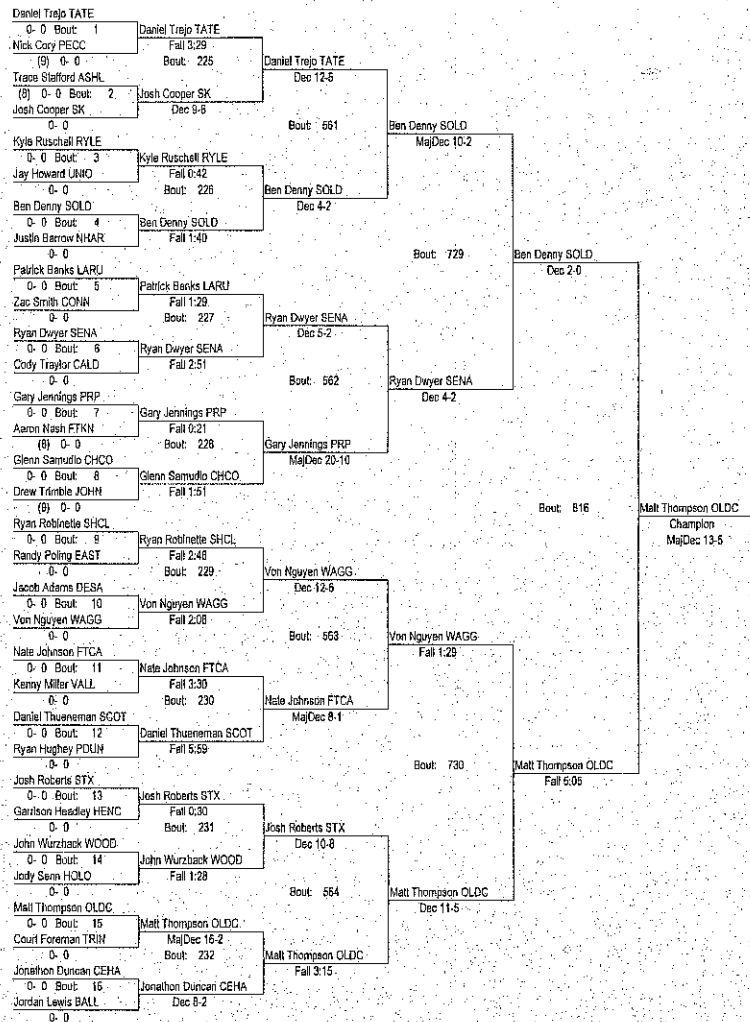 Daniel Trejo TATE
0- 0 Bout: 1
Nick Cory PECC
(9) 0- 0
Trace Stafford ASHL
(8) 0- 0 Bout: 2
Josh Cooper SK
0- 0
Kyle Ruschell RYLE
0- 0 Bout: 3
Jay Howard UNIO
0- 0
Ben Denny SOLD
0- 0 Bout: 4
Justin Barrow NHAR
0- 0
Patrick Banks LARU
0- 0 Bout: 5
Zac Smith CONN
0- 0
Ryan Dwyer SENA
0- 0 Bout: 6
Cody Traylor CALD
0- 0
Gary Jennings PRP
0- 0 Bout: 7
Aaron Nash FTKN
(8) 0- 0
Glenn Samudio CHCO
0- 0 Bout: 8
Drew Trimble JOHN
(9) 0- 0
Ryan Robinette SHCL
0- 0 Bout: 9
Randy Poling EAST
0- 0
Jacob Adams DESA
0- 0 Bout: 10
Von Nguyen WAGG
0- 0
Nate Johnson FTCA
0- 0 Bout: 11
Kenny Miller VALL
0- 0
Daniel Thueneman SCOT
0- 0 Bout: 12
Ryan Hughey PDUN
0- 0
Josh Roberts STX
0- 0 Bout: 13
Garrison Headley HENC
0- 0
John Wurzback WOOD
0- 0 Bout: 14
Jody Senn HOLO
0- 0
Matt Thompson OLDC
0- 0 Bout: 15
Court Foreman TRIN
0- 0
Jonathon Duncan CEHA
0- 0 Bout: 16
Jordan Lewis BALL
0- 0
Daniel Trejo TATE
Fall 3:29
Bout: 225
Josh Cooper SK
Dec 9-6
Kyle Ruschell RYLE
Fall 0:42
Bout: 226
Ben Denny SOLD
Fall 1:40
Patrick Banks LARU
Fall 1:29
Bout: 227
Ryan Dwyer SENA
Fall 2:51
Gary Jennings PRP
Fall 0:21
Bout: 228
Glenn Samudio CHCO
Fall 1:51
Ryan Robinette SHCL
Fall 2:46
Bout: 229
Von Nguyen WAGG
Fall 2:06
Nate Johnson FTCA
Fall 3:30
Bout: 230
Daniel Thueneman SCOT
Fall 5:59
Josh Roberts STX
Fall 0:30
Bout: 231
John Wurzback WOOD
Fall 1:28
Matt Thompson OLDC
MajDec 16-2
Bout: 232
Jonathon Duncan CEHA
Dec 8-2
Daniel Trejo TATE
Dec 12-5
Bout: 561
Ben Denny SOLD
Dec 4-2
Ryan Dwyer SENA
Dec 5-2
Bout: 562
Gary Jennings PRP
MajDec 20-10
Von Nguyen WAGG
Dec 12-6
Bout: 563
Nate Johnson FTCA
MajDec 8-1
Josh Roberts STX
Dec 10-8
Bout: 564
Matt Thompson OLDC
Fall 3:15
Ben Denny SOLD
MajDec 10-2
Bout: 729
Ryan Dwyer SENA
Dec 4-2
Von Nguyen WAGG
Fall 1:29
Bout: 730
Matt Thompson OLDC
Dec 11-5
Ben Denny SOLD
Dec 2-0
Bout: 816
Matt Thompson OLDC
Fall 5:05
Matt Thompson OLDC
Champion
MajDec 13-5